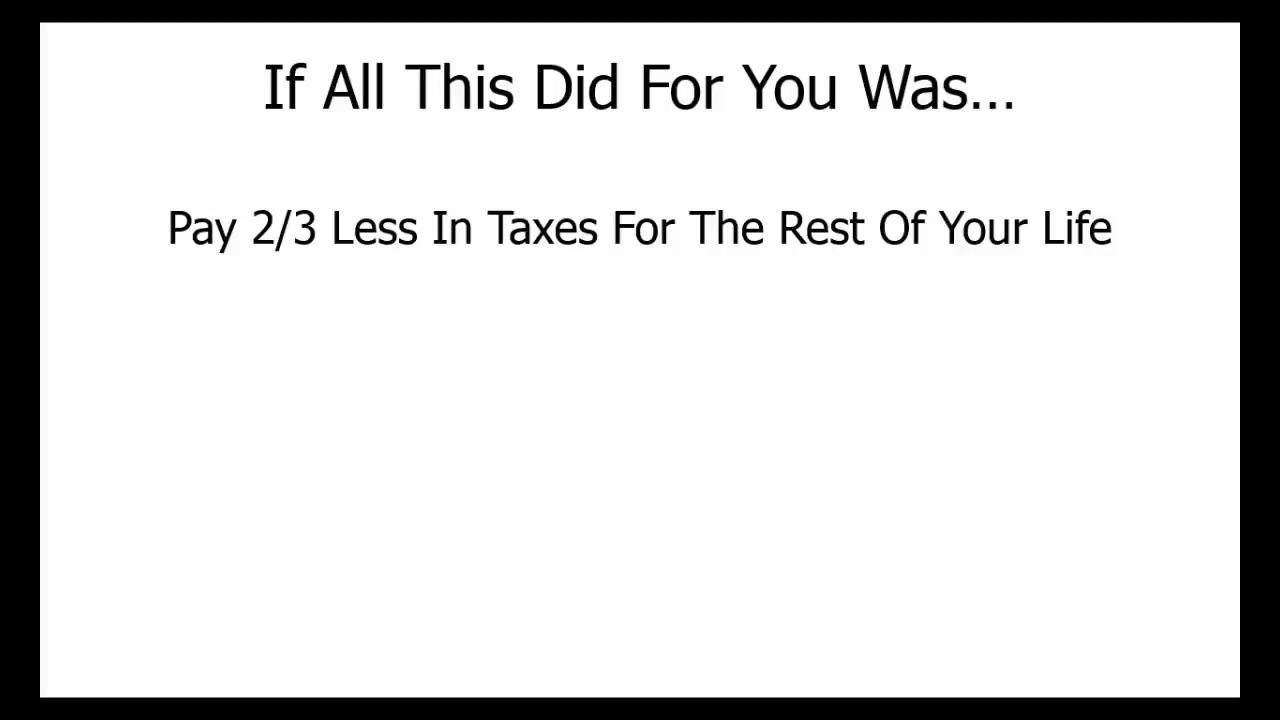 If All This Did For You Was...
Pay 2/3 Less In Taxes For The Rest Of Your Life